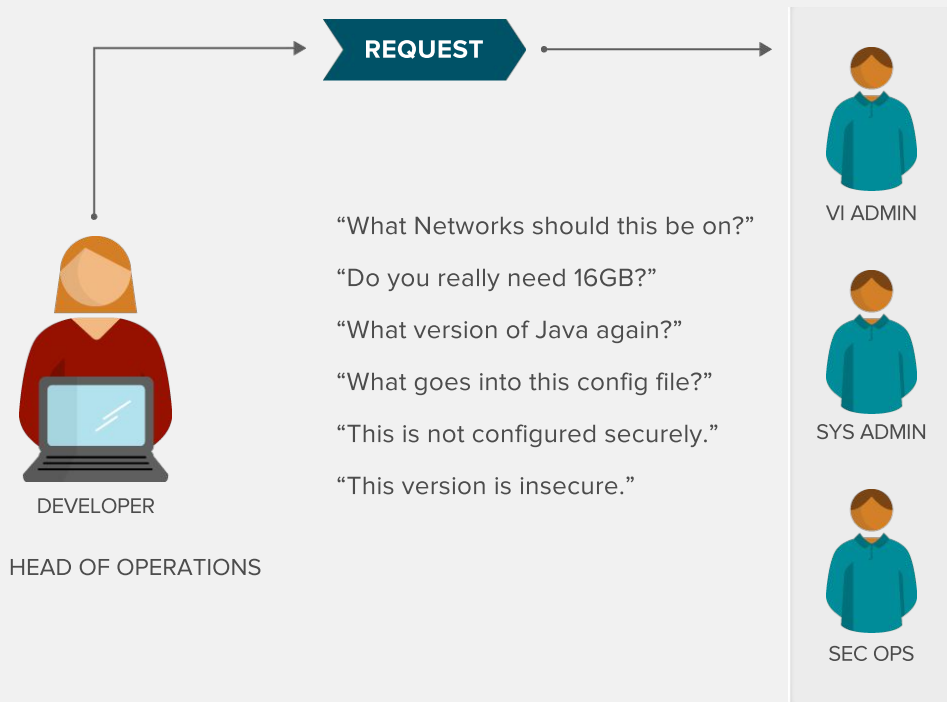 REQUEST
“What Networks should this be on?”
“Do you really need 16GB?”
“What version of Java again?”
“What goes into this config file?”
“This is not configured securely.”
“This version is insecure.”
DEVELOPER
HEAD OF OPERATIONS
VI ADMIN
SYS ADMIN
SEC OPS